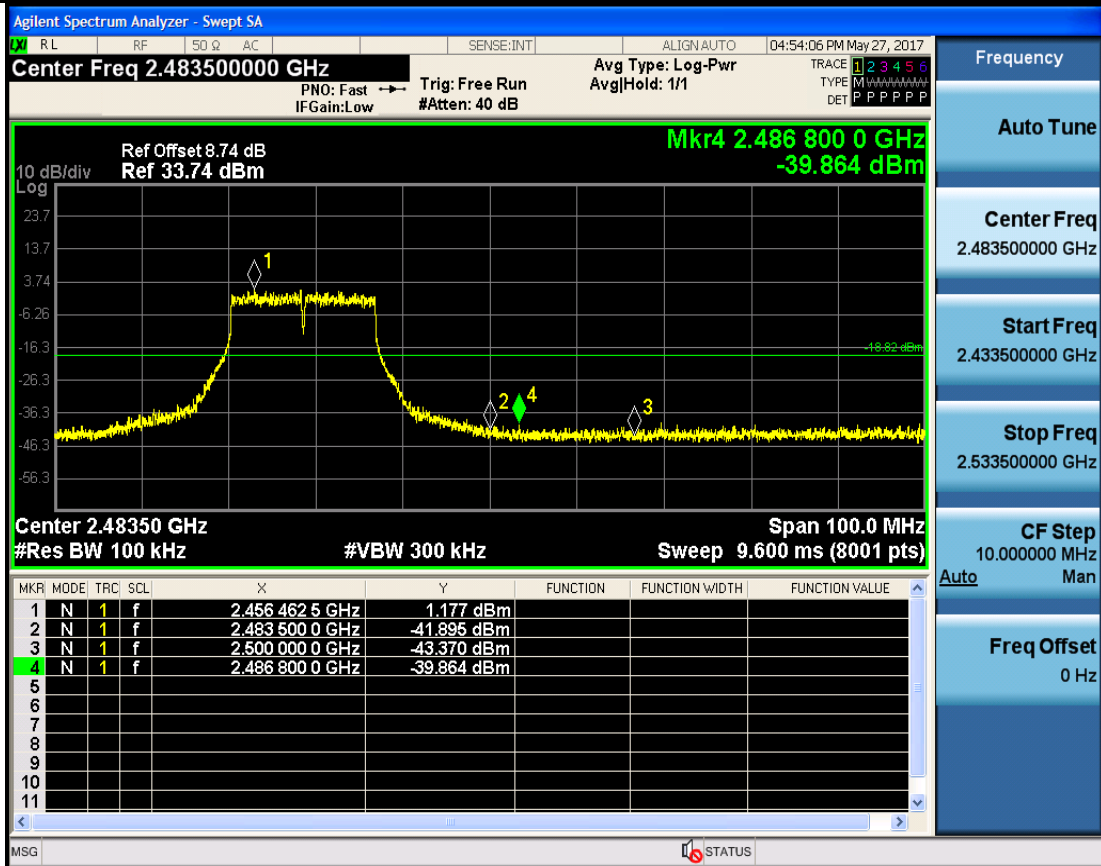 Agilent Spectrum Analyzer - Swept SA
LXI RL RF 50 Ω AC SENSE:INT ALIGN AUTO 04:54:06 PM May 27, 2017
Center Freq 2.483500000 GHz
PNO: Fast
IFGain:Low
Trig: Free Run
#Atten: 40 dB
Avg Type: Log-Pwr
Avg|Hold: 1/1
TRACE 1 2 3 4 5 6
TYPE M
DET P P P P P P
Frequency
Auto Tune
Center Freq
2.483500000 GHz
Start Freq
2.433500000 GHz
Stop Freq
2.533500000 GHz
CF Step
10.000000 MHz
Auto Man
Freq Offset
0 Hz
Mkr4 2.486 800 0 GHz
-39.864 dBm
10 dB/div
Log
Ref Offset 8.74 dB
Ref 33.74 dBm
23.7
13.7
3.74
-6.26
-16.3
-26.3
-36.3
-46.3
-56.3
1
2
4
3
-18.82 dBm
Center 2.48350 GHz Span 100.0 MHz
#Res BW 100 kHz #VBW 300 kHz Sweep 9.600 ms (8001 pts)
MKR MODE TRC SCL X Y FUNCTION FUNCTION WIDTH FUNCTION VALUE
1 N 1 f 2.456 462 5 GHz 1.177 dBm
2 N 1 f 2.483 500 0 GHz -41.895 dBm
3 N 1 f 2.500 000 0 GHz -43.370 dBm
4 N 1 f 2.486 800 0 GHz -39.864 dBm
5
6
7
8
9
10
11
MSG STATUS